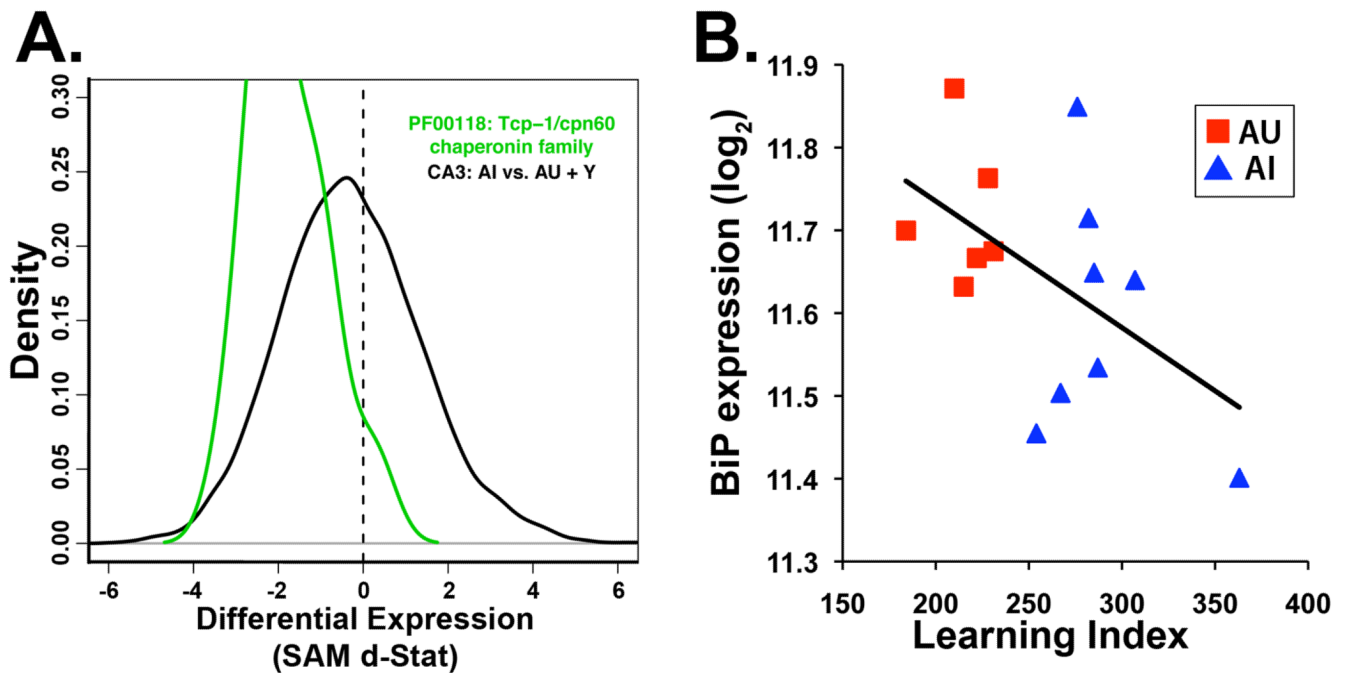 A.
0.30
0.25
0.20
0.15
0.10
0.05
0.00
Density
PF00118: Tcp-1/cpn60
chaperonin family
CA3: AI vs. AU + Y
-6 -4 -2 0 2 4 6
Differential Expression
(SAM d-Stat)
B.
11.9
11.8
11.7
11.6
11.5
11.4
11.3
BiP expression (log2)
AU
AI
150 200 250 300 350 400
Learning Index